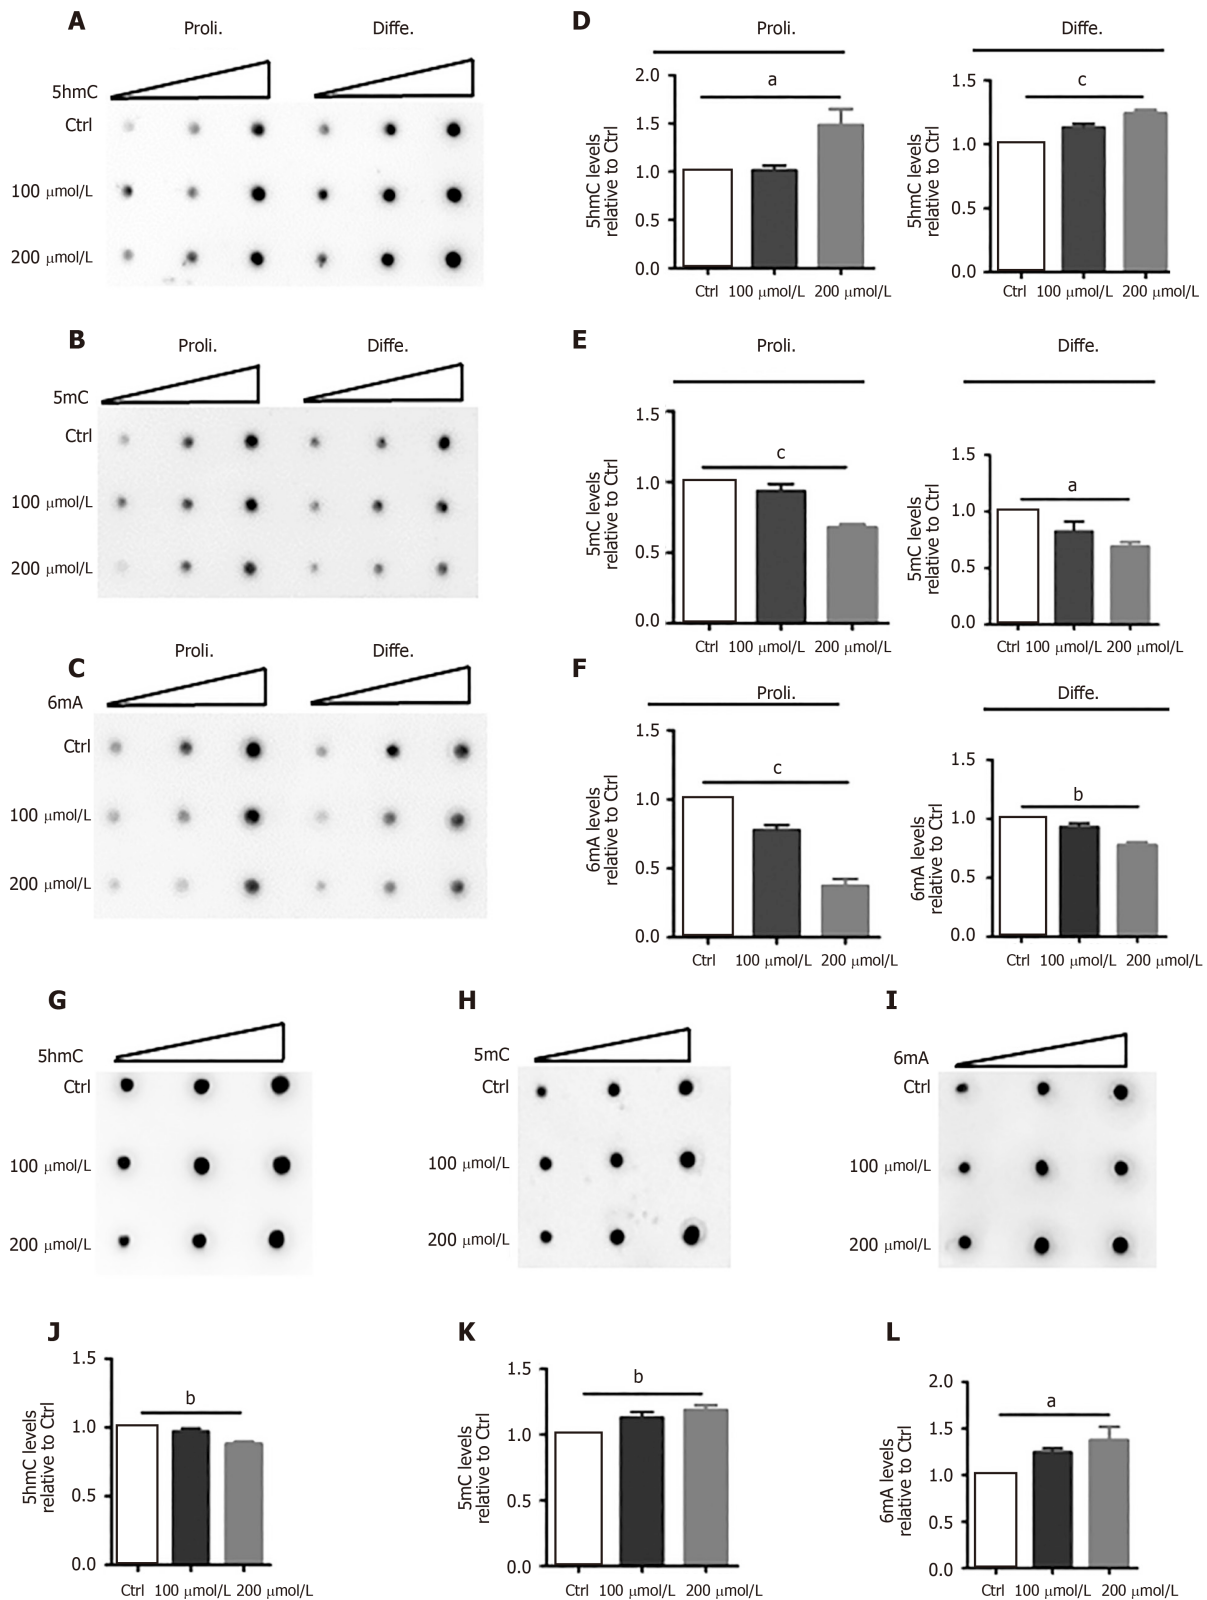 A
Proli.
Diffe.
5hmC
Ctrl
100 μmol/L
200 μmol/L
D
Proli.
Diffe.
5hmC levels
relative to Ctrl
2.0
1.5
1.0
0.5
0.0
a
Ctrl 100 μmol/L 200 μmol/L
5hmC levels
relative to Ctrl
1.5
1.0
0.5
0.0
c
Ctrl 100 μmol/L 200 μmol/L
B
Proli.
Diffe.
5mC
Ctrl
100 μmol/L
200 μmol/L
E
Proli.
Diffe.
5mC levels
relative to Ctrl
1.5
1.0
0.5
0.0
c
Ctrl 100 μmol/L 200 μmol/L
5mC levels
relative to Ctrl
1.5
1.0
0.5
0.0
a
Ctrl 100 μmol/L 200 μmol/L
C
Proli.
Diffe.
6mA
Ctrl
100 μmol/L
200 μmol/L
F
Proli.
Diffe.
6mA levels
relative to Ctrl
1.5
1.0
0.5
0.0
c
Ctrl 100 μmol/L 200 μmol/L
6mA levels
relative to Ctrl
1.5
1.0
0.5
0.0
b
Ctrl 100 μmol/L 200 μmol/L
G
5hmC
Ctrl
100 μmol/L
200 μmol/L
H
5mC
Ctrl
100 μmol/L
200 μmol/L
I
6mA
Ctrl
100 μmol/L
200 μmol/L
J
5hmC levels
relative to Ctrl
1.5
1.0
0.5
0.0
b
Ctrl 100 μmol/L 200 μmol/L
K
5mC levels
relative to Ctrl
1.5
1.0
0.5
0.0
b
Ctrl 100 μmol/L 200 μmol/L
L
6mA levels
relative to Ctrl
2.0
1.5
1.0
0.5
0.0
a
Ctrl 100 μmol/L 200 μmol/L